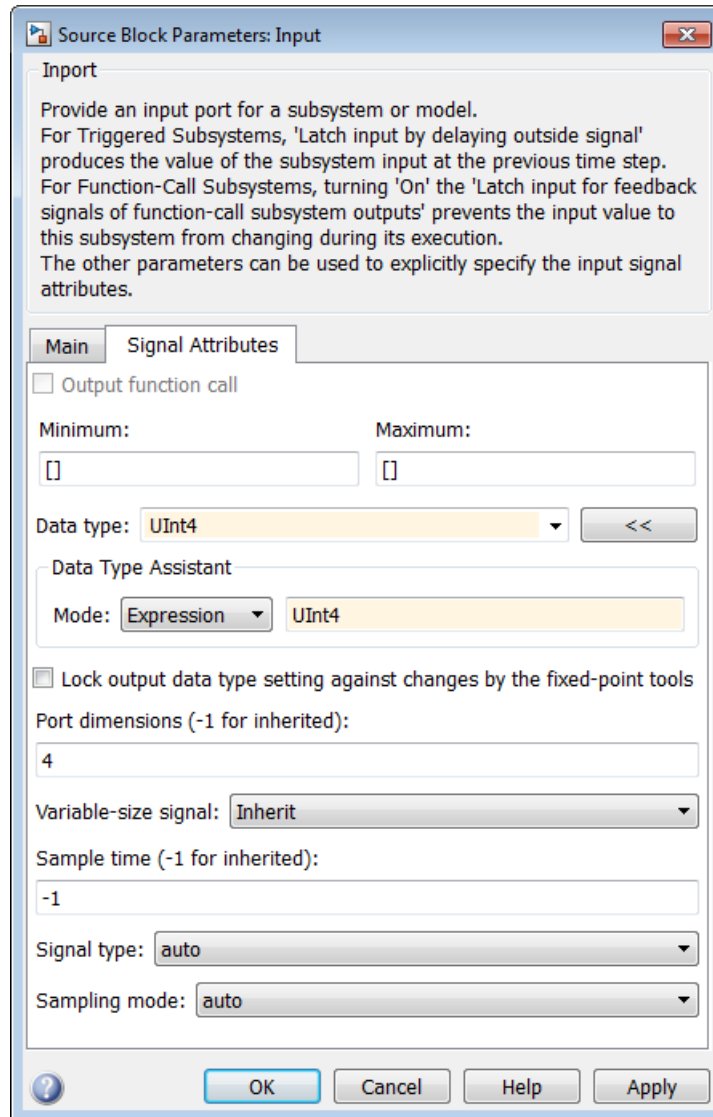 Source Block Parameters: Input
Inport
Provide an input port for a subsystem or model.
For Triggered Subsystems, 'Latch input by delaying outside signal'
produces the value of the subsystem input at the previous time step.
For Function-Call Subsystems, turning 'On' the 'Latch input for feedback
signals of function-call subsystem outputs' prevents the input value to
this subsystem from changing during its execution.
The other parameters can be used to explicitly specify the input signal
attributes.
Main Signal Attributes
Output function call
Minimum: Maximum:
[] []
Data type: UInt4 <<
Data Type Assistant
Mode: Expression UInt4
Lock output data type setting against changes by the fixed-point tools
Port dimensions (-1 for inherited):
4
Variable-size signal: Inherit
Sample time (-1 for inherited):
-1
Signal type: auto
Sampling mode: auto
? OK Cancel Help Apply